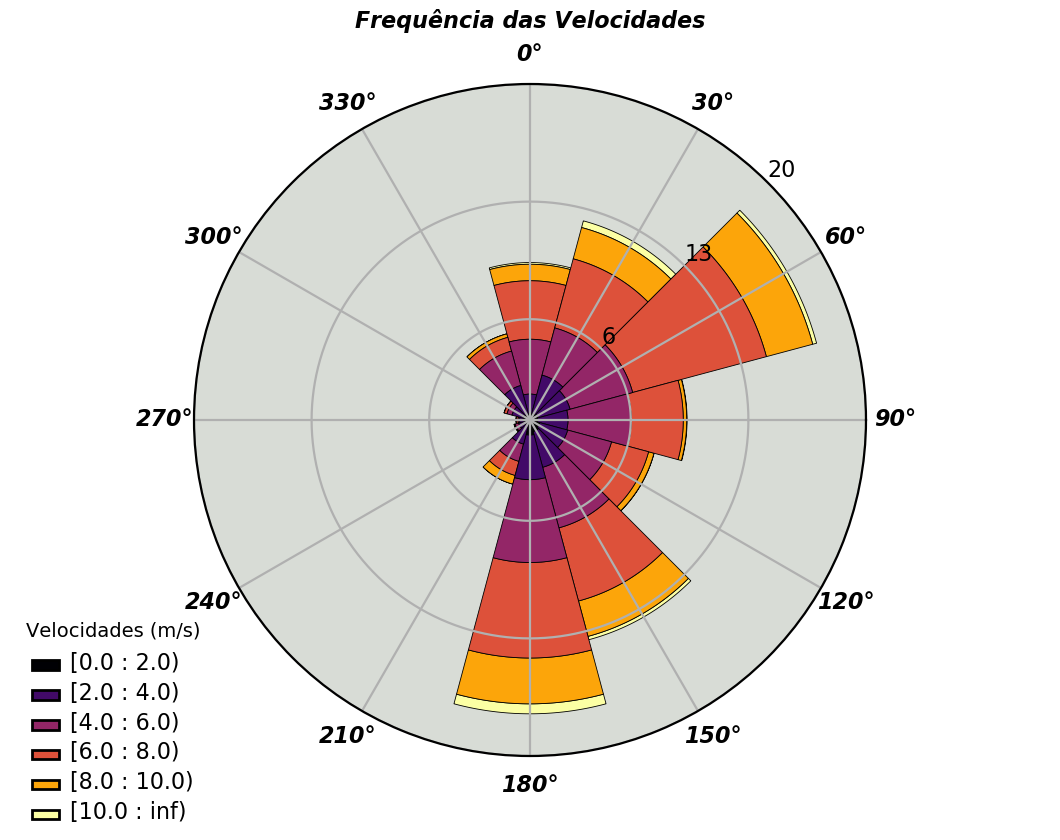 Frequência das Velocidades
0°
330°
30°
20
300°
60°
13
6
270°
90°
240°
120°
Velocidades (m/s)
[0.0 : 2.0)
[2.0 : 4.0)
[4.0 : 6.0)
[6.0 : 8.0)
[8.0 : 10.0)
[10.0 : inf)
210°
150°
180°